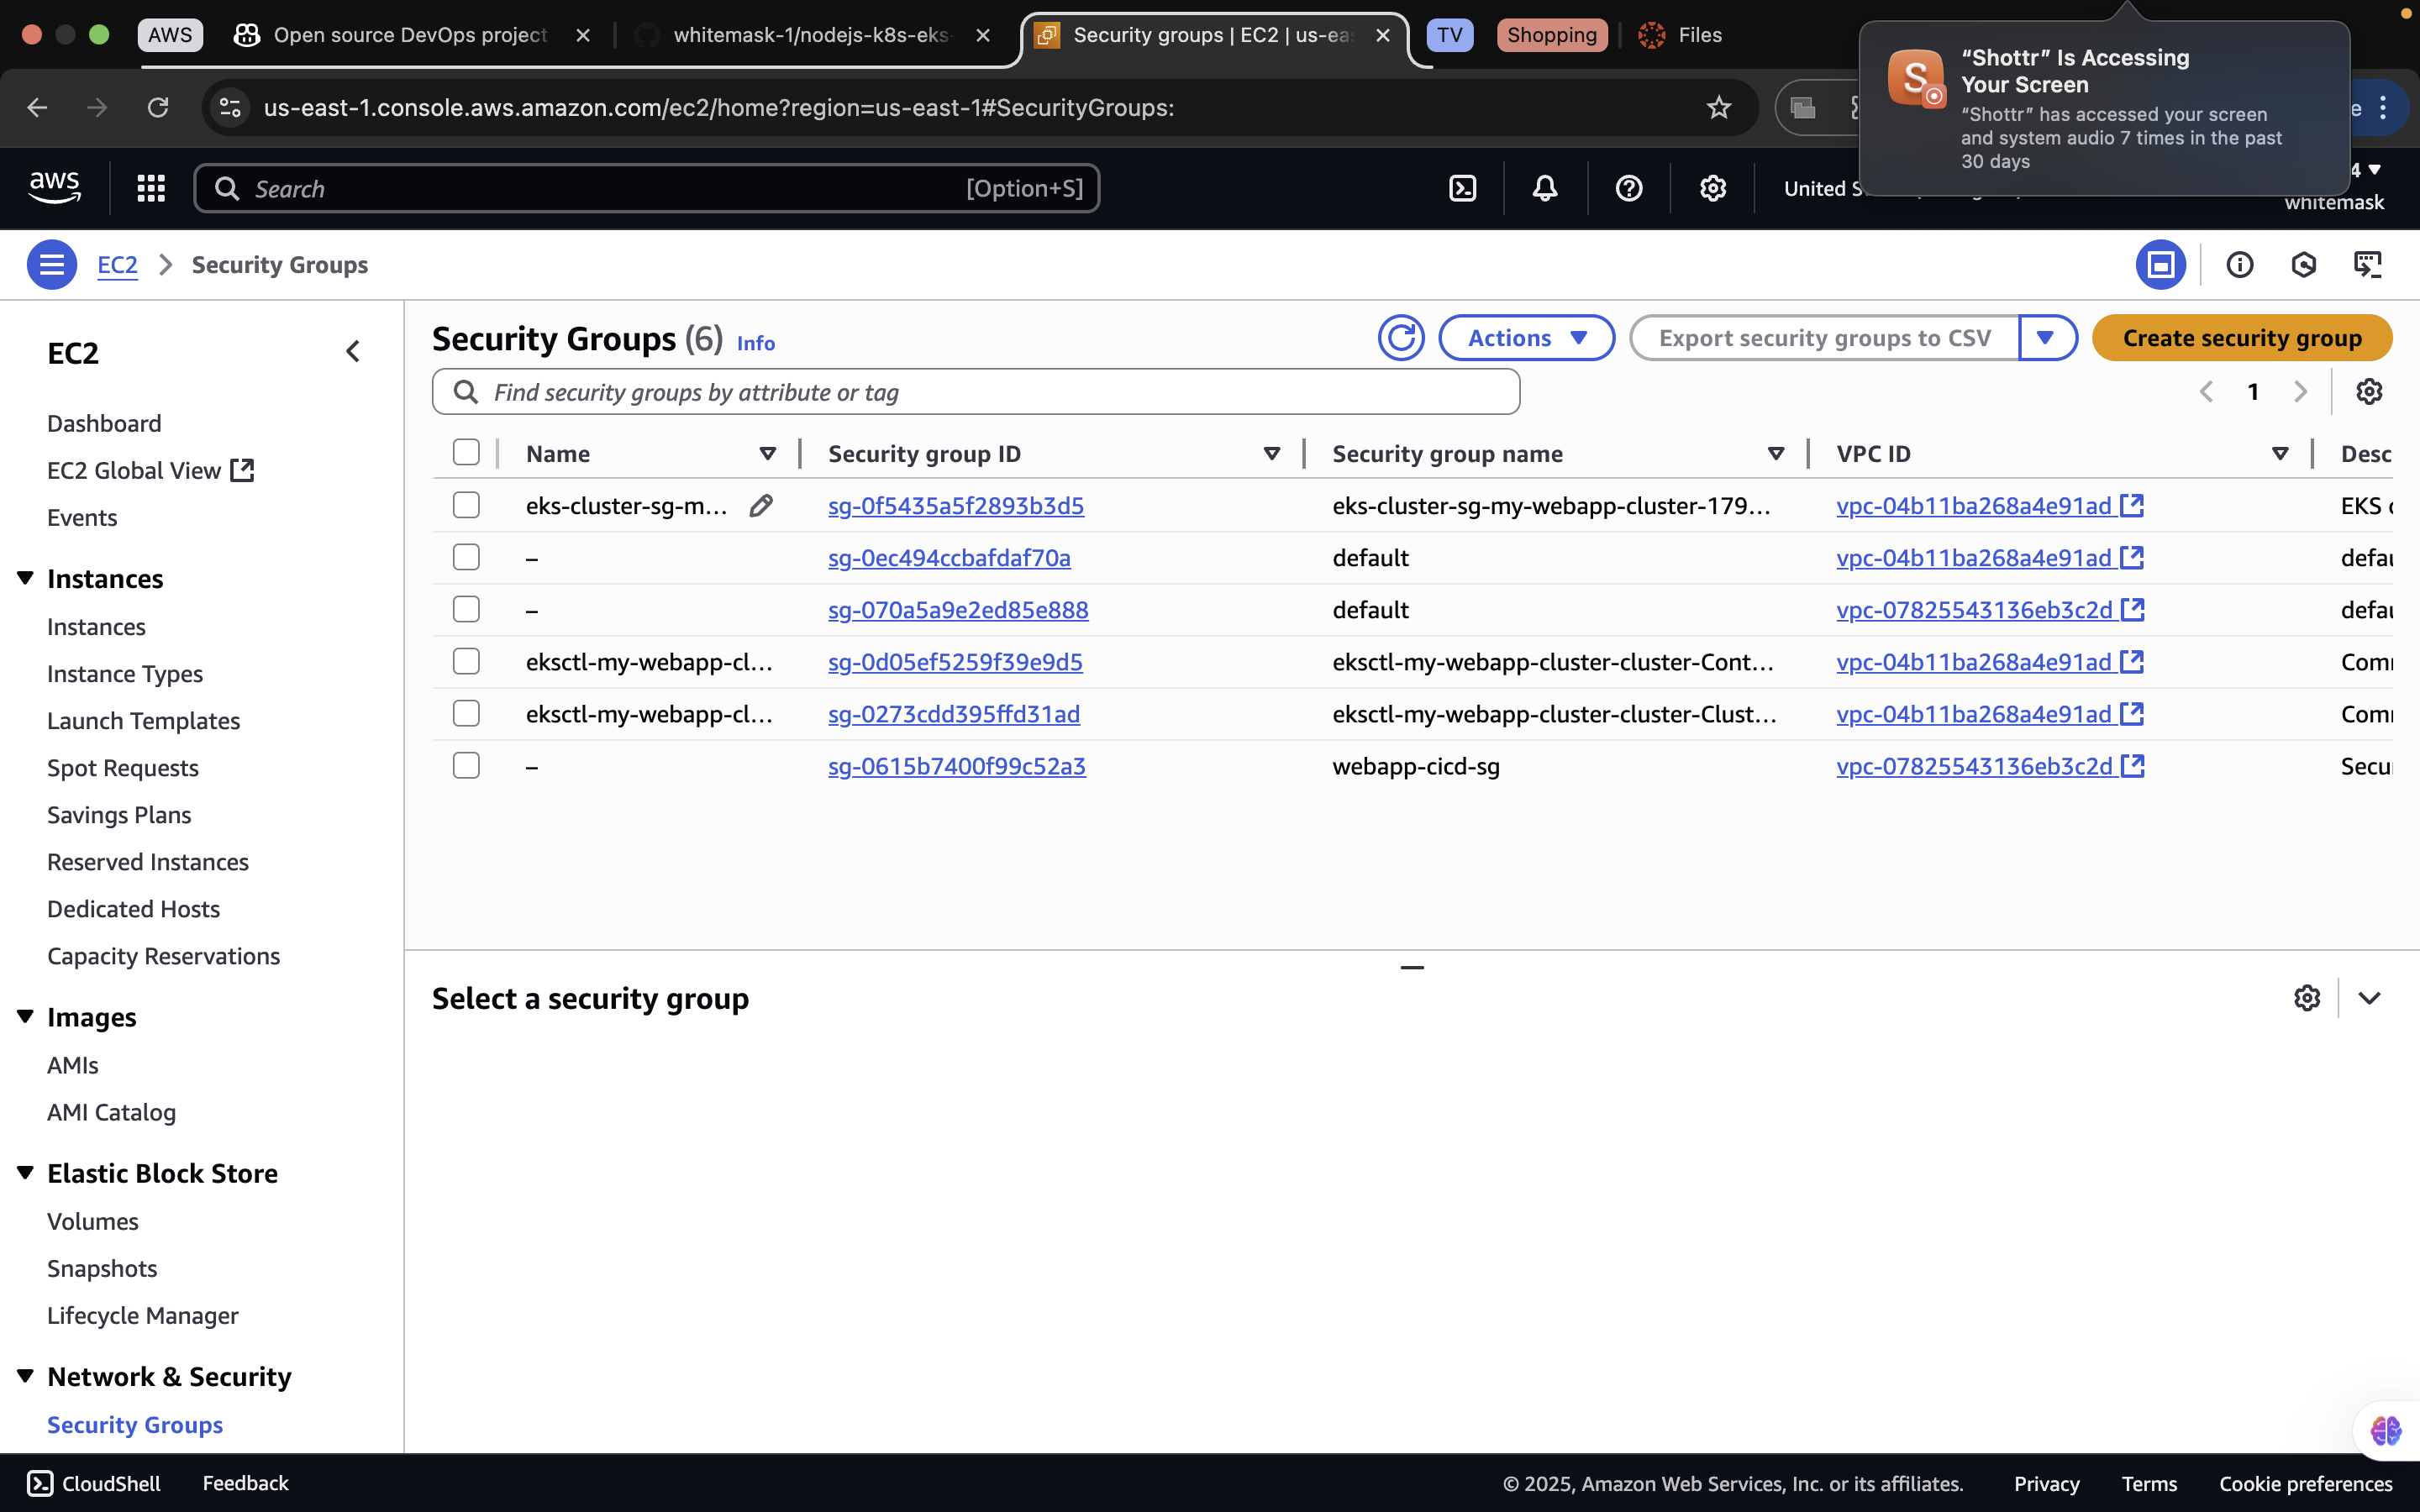 AWS
Open source DevOps project
whitemask-1/nodejs-k8s-eks-
Security groups | EC2 | us-eas
TV
Shopping
Files
us-east-1.console.aws.amazon.com/ec2/home?region=us-east-1#SecurityGroups:
"Shottr" Is Accessing
Your Screen
"Shottr" has accessed your screen
and system audio 7 times in the past
30 days
aws
Search
[Option+S]
United S
4
whitemask
EC2
Security Groups
EC2
Dashboard
EC2 Global View
Events
Instances
Instances
Instance Types
Launch Templates
Spot Requests
Savings Plans
Reserved Instances
Dedicated Hosts
Capacity Reservations
Images
AMIs
AMI Catalog
Elastic Block Store
Volumes
Snapshots
Lifecycle Manager
Network & Security
Security Groups
Security Groups (6) Info
Actions
Export security groups to CSV
Create security group
Find security groups by attribute or tag
1
Name Security group ID Security group name VPC ID Desc
eks-cluster-sg-m... sg-0f5435a5f2893b3d5 eks-cluster-sg-my-webapp-cluster-179... vpc-04b11ba268a4e91ad EKS c
– sg-0ec494ccbafdaf70a default vpc-04b11ba268a4e91ad defau
– sg-070a5a9e2ed85e888 default vpc-07825543136eb3c2d defau
eksctl-my-webapp-cl... sg-0d05ef5259f39e9d5 eksctl-my-webapp-cluster-cluster-Cont... vpc-04b11ba268a4e91ad Comm
eksctl-my-webapp-cl... sg-0273cdd395ffd31ad eksctl-my-webapp-cluster-cluster-Clust... vpc-04b11ba268a4e91ad Comm
– sg-0615b7400f99c52a3 webapp-cicd-sg vpc-07825543136eb3c2d Secu
Select a security group
CloudShell
Feedback
© 2025, Amazon Web Services, Inc. or its affiliates.
Privacy
Terms
Cookie preferences